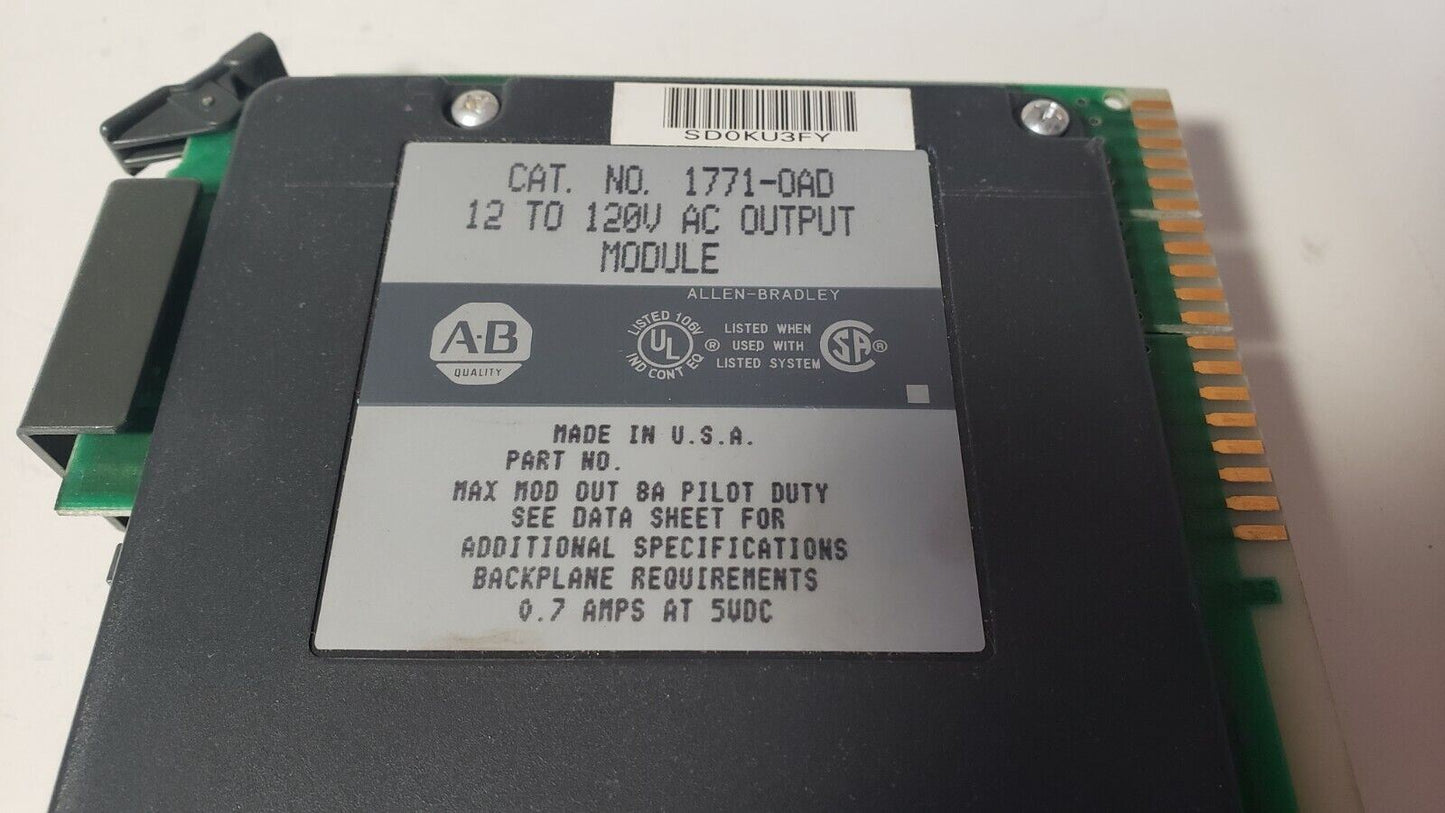 SD0KU3FY
CAT. NO. 1771-OAD
12 TO 120V AC OUTPUT
MODULE
ALLEN-BRADLEY
A-B
QUALITY
LISTED 106V
UL
IND CONT EQ
®
LISTED WHEN
USED WITH
LISTED SYSTEM
SA
®
MADE IN U.S.A.
PART NO.
MAX MOD OUT 8A PILOT DUTY
SEE DATA SHEET FOR
ADDITIONAL SPECIFICATIONS
BACKPLANE REQUIREMENTS
0.7 AMPS AT 5VDC